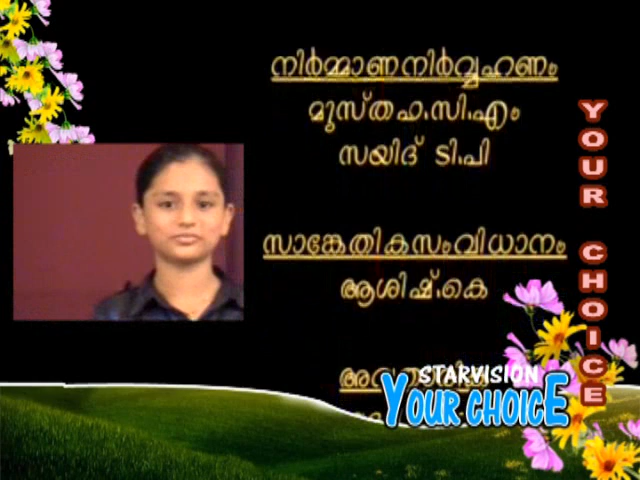 നിർമ്മാണനിർവ്വഹണം
മുസ്തഫ.സി.എം
സയിദ് ടി.പി
സാങ്കേതികസംവിധാനം
ആശിഷ്.കെ
STARVISION
YOUR CHOICE
YOUR CHOICE